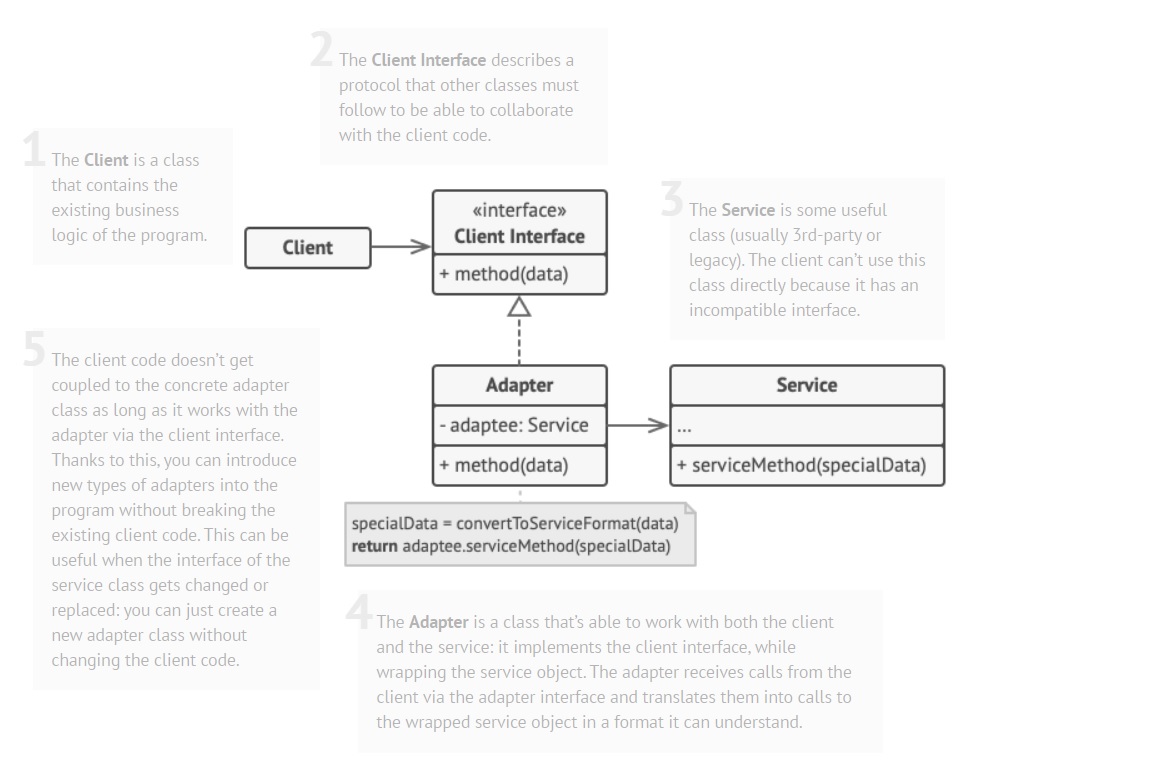 2
The Client Interface describes a
protocol that other classes must
follow to be able to collaborate
with the client code.
1
The Client is a class
that contains the
existing business
logic of the program.
Client
«interface»
Client Interface
+ method(data)
3
The Service is some useful
class (usually 3rd-party or
legacy). The client can’t use this
class directly because it has an
incompatible interface.
5
The client code doesn’t get
coupled to the concrete adapter
class as long as it works with the
adapter via the client interface.
Thanks to this, you can introduce
new types of adapters into the
program without breaking the
existing client code. This can be
useful when the interface of the
service class gets changed or
replaced: you can just create a
new adapter class without
changing the client code.
Adapter
- adaptee: Service
+ method(data)
Service
...
+ serviceMethod(specialData)
specialData = convertToServiceFormat(data)
return adaptee.serviceMethod(specialData)
4
The Adapter is a class that’s able to work with both the client
and the service: it implements the client interface, while
wrapping the service object. The adapter receives calls from the
client via the adapter interface and translates them into calls to
the wrapped service object in a format it can understand.